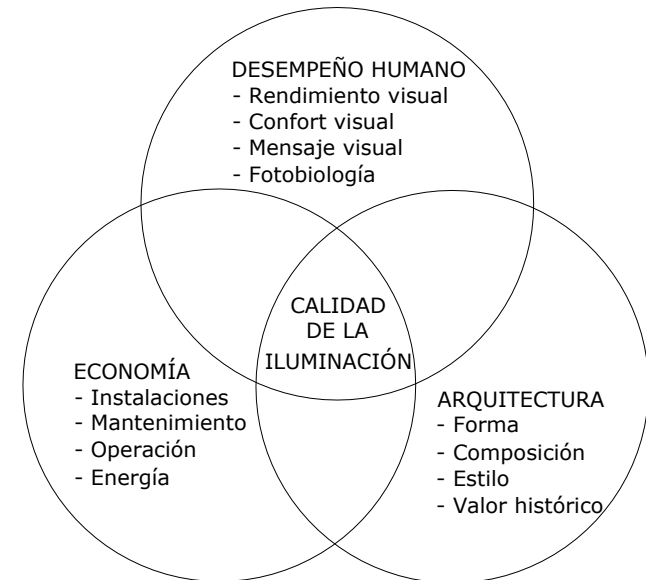 DESEMPEÑO HUMANO
- Rendimiento visual
- Confort visual
- Mensaje visual
- Fotobiología
CALIDAD
DE LA
ILUMINACIÓN
ECONOMÍA
- Instalaciones
- Mantenimiento
- Operación
- Energía
ARQUITECTURA
- Forma
- Composición
- Estilo
- Valor histórico